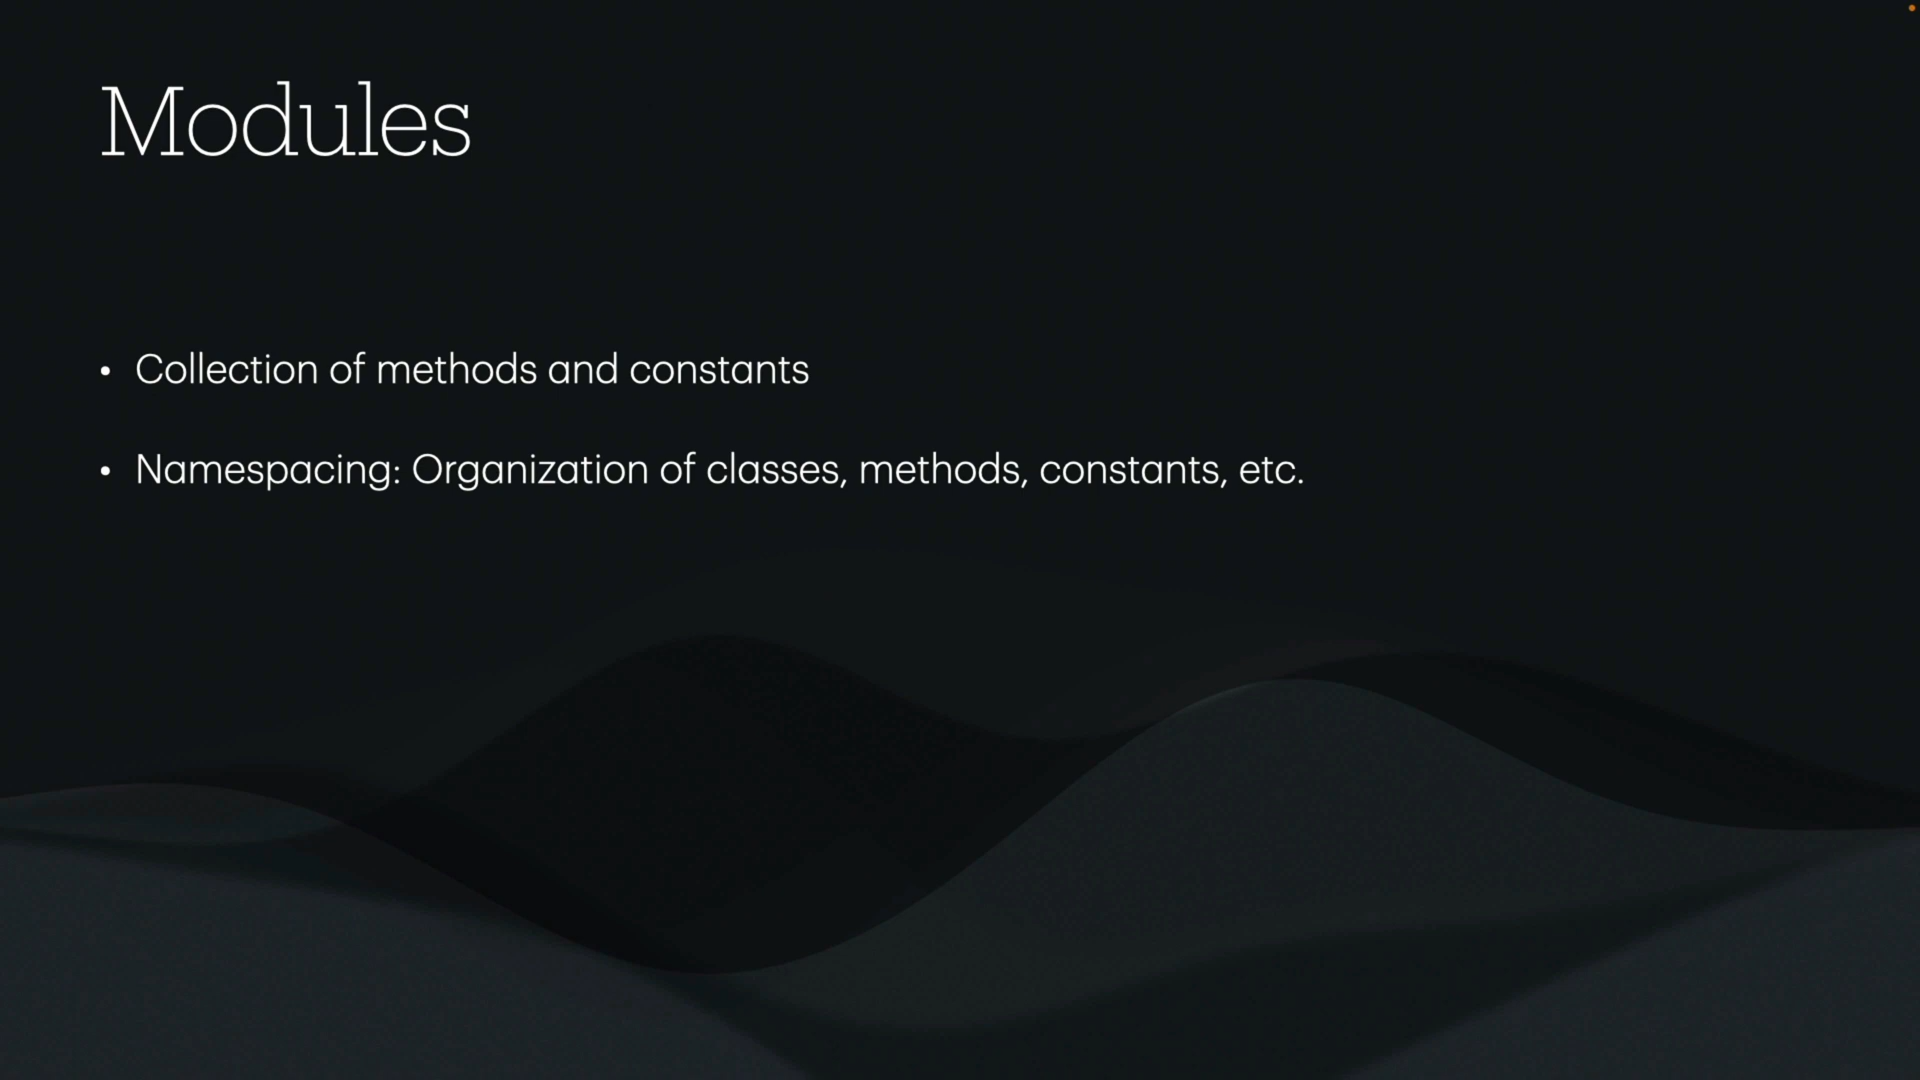 Modules
• Collection of methods and constants
• Namespacing: Organization of classes, methods, constants, etc.